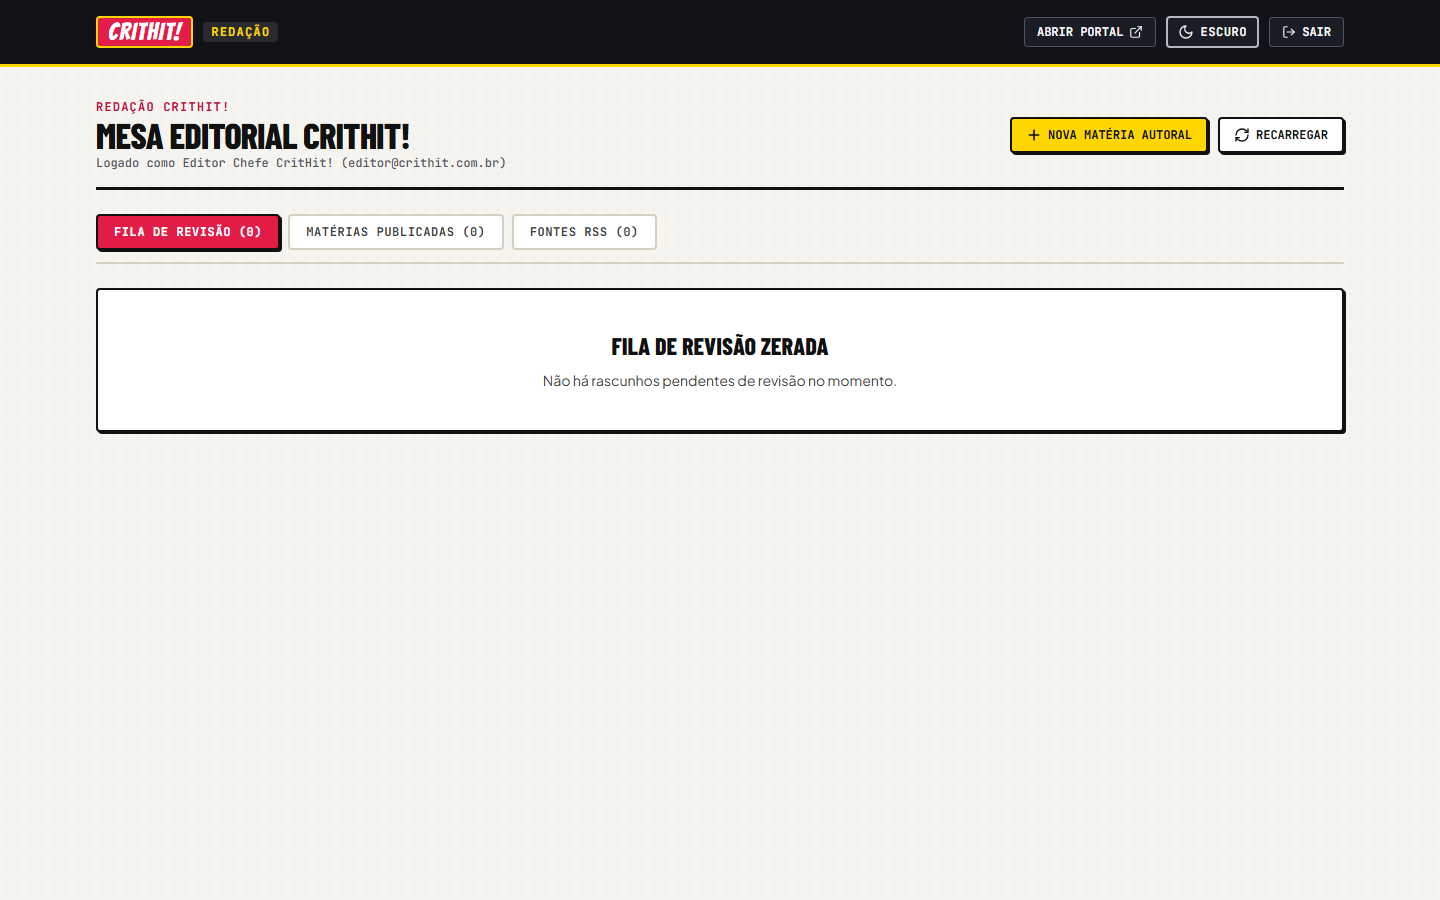 CRITHIT!
REDAÇÃO
ABRIR PORTAL
ESCURO
SAIR
REDAÇÃO CRITHIT!
MESA EDITORIAL CRITHIT!
Logado como Editor Chefe CritHit! (editor@crithit.com.br)
NOVA MATÉRIA AUTORAL
RECARREGAR
FILA DE REVISÃO (0)
MATÉRIAS PUBLICADAS (0)
FONTES RSS (0)
FILA DE REVISÃO ZERADA
Não há rascunhos pendentes de revisão no momento.